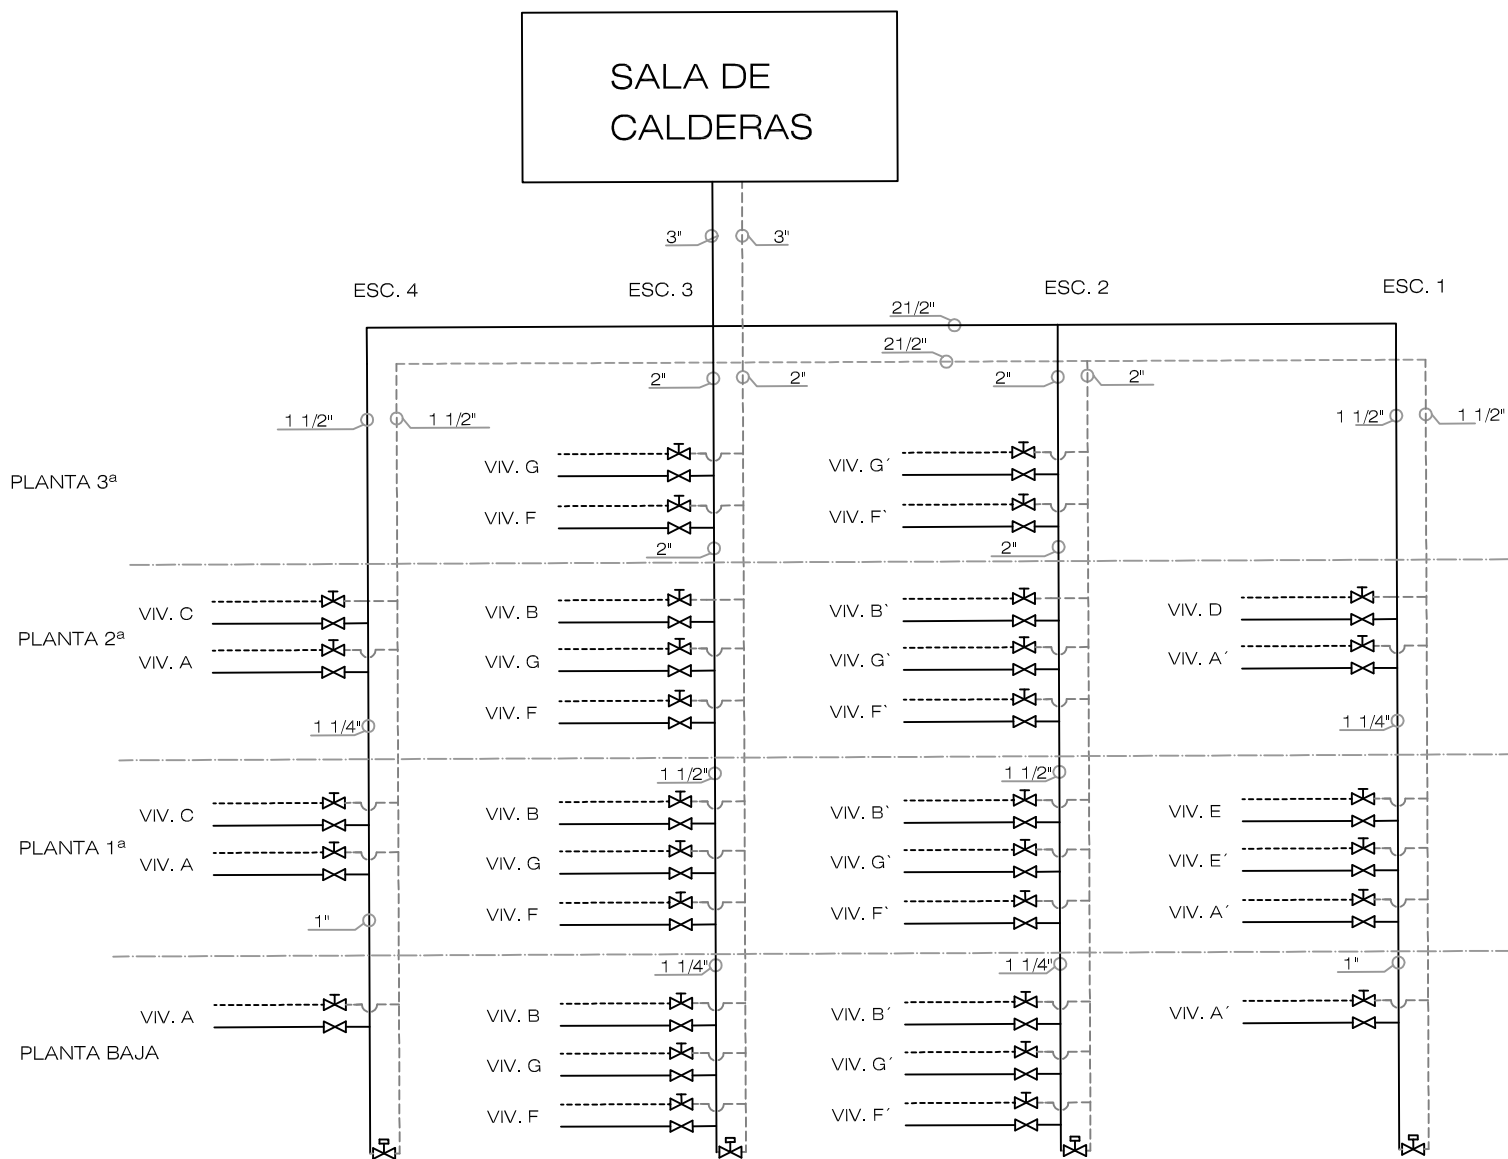 SALA DE
CALDERAS
3" 3"
ESC. 4 ESC. 3 ESC. 2 ESC. 1
21/2"
21/2"
2" 2" 2" 2"
1 1/2" 1 1/2" 1 1/2" 1 1/2"
VIV. G VIV. G´
PLANTA 3ª
VIV. F VIV. F`
2" 2"
VIV. C VIV. B VIV. B` VIV. D
PLANTA 2ª
VIV. A VIV. G VIV. G` VIV. A´
VIV. F VIV. F`
1 1/4" 1 1/4"
1 1/2" 1 1/2"
VIV. C VIV. B VIV. B` VIV. E
PLANTA 1ª
VIV. A VIV. G VIV. G` VIV. E´
VIV. F VIV. F` VIV. A´
1"
1 1/4" 1 1/4" 1"
VIV. A VIV. B VIV. B´ VIV. A´
PLANTA BAJA
VIV. G VIV. G´
VIV. F VIV. F´